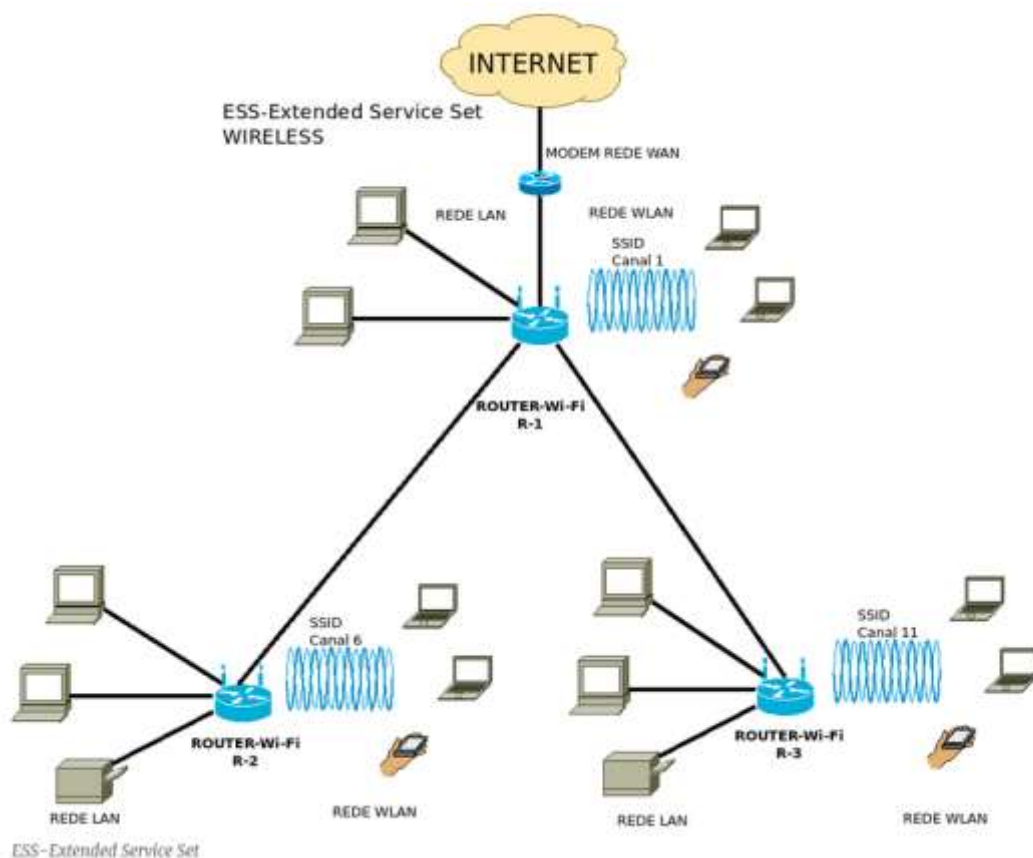 INTERNET
ESS-Extended Service Set
WIRELESS
MODEM REDE WAN
REDE LAN
REDE WLAN
SSID
Canal 1
ROUTER-Wi-Fi
R-1
SSID
Canal 6
SSID
Canal 11
ROUTER-Wi-Fi
R-2
ROUTER-Wi-Fi
R-3
REDE LAN
REDE WLAN
REDE LAN
REDE WLAN
ESS-Extended Service Set